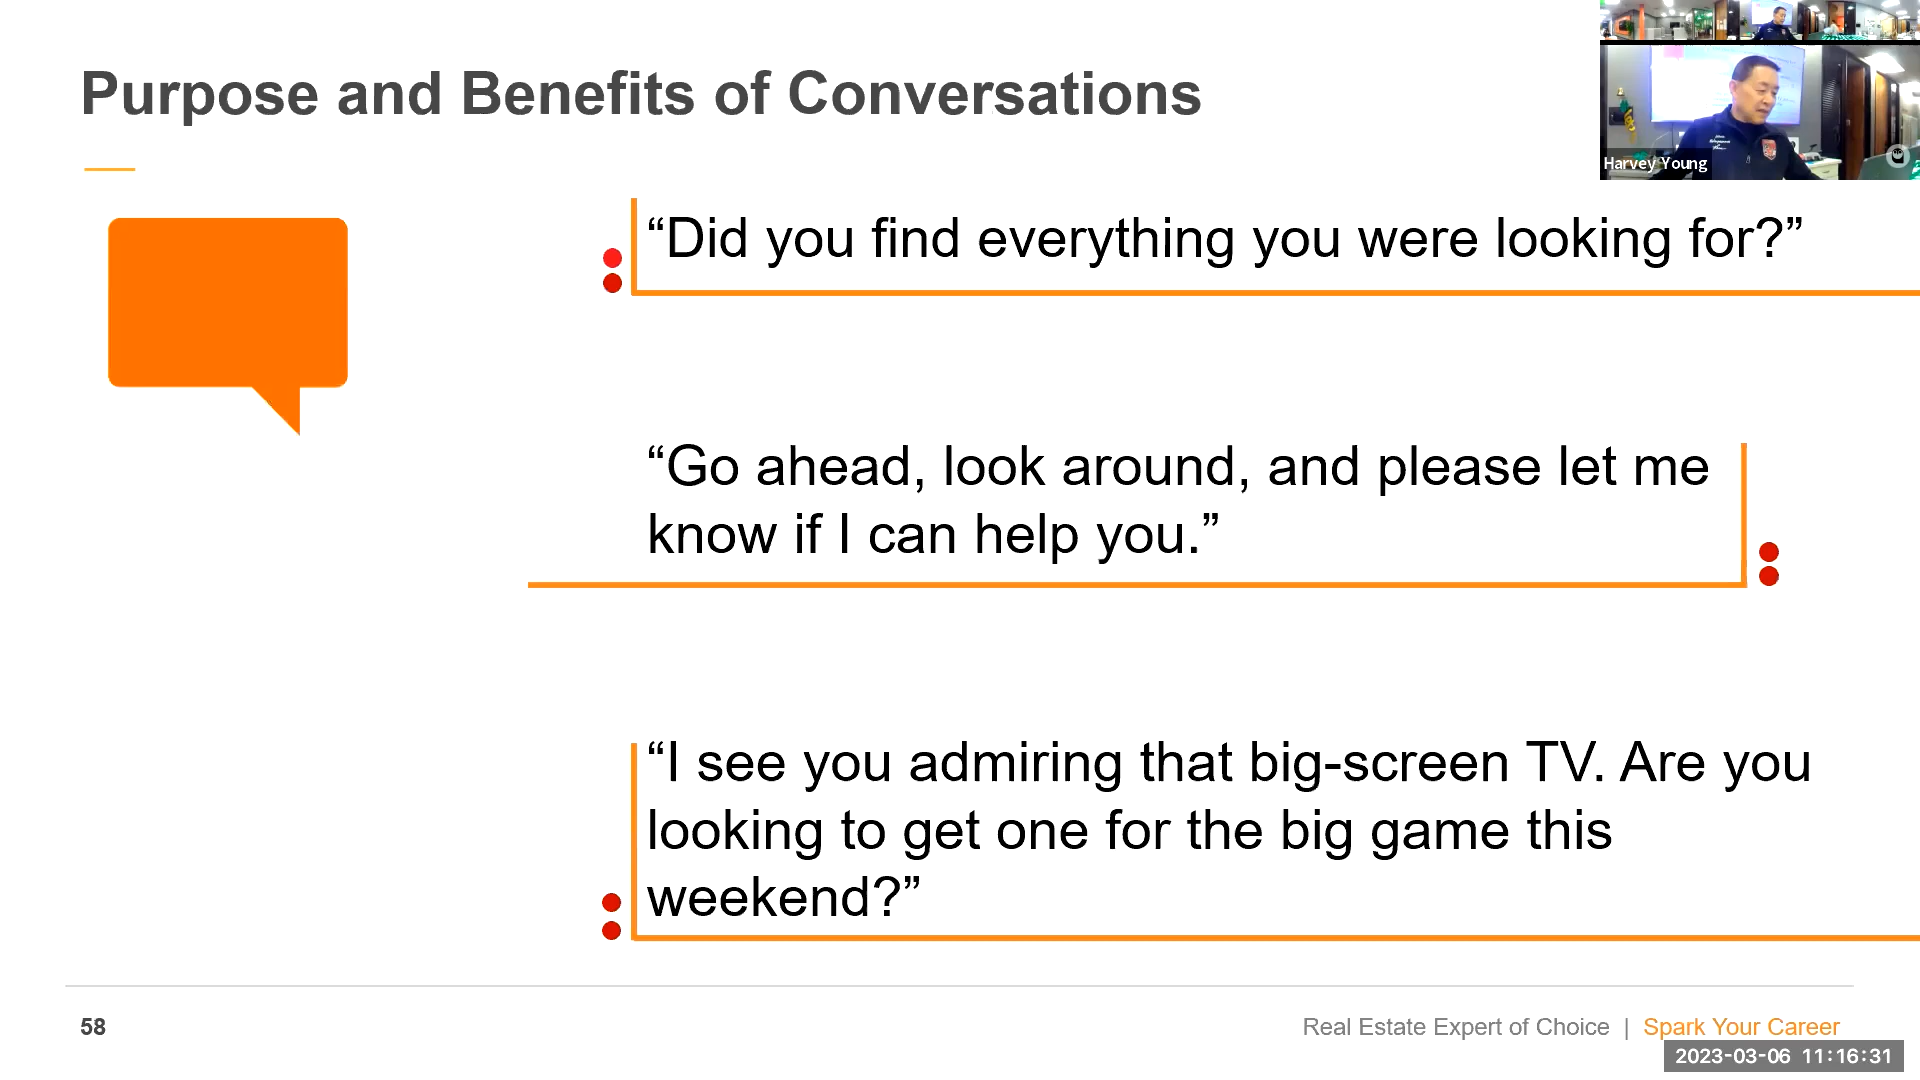 Purpose and Benefits of Conversations
Harvey Young
“Did you find everything you were looking for?”
“Go ahead, look around, and please let me
know if I can help you.”
“I see you admiring that big-screen TV. Are you
looking to get one for the big game this
weekend?”
58
Real Estate Expert of Choice | Spark Your Career
2023-03-06 11:16:31